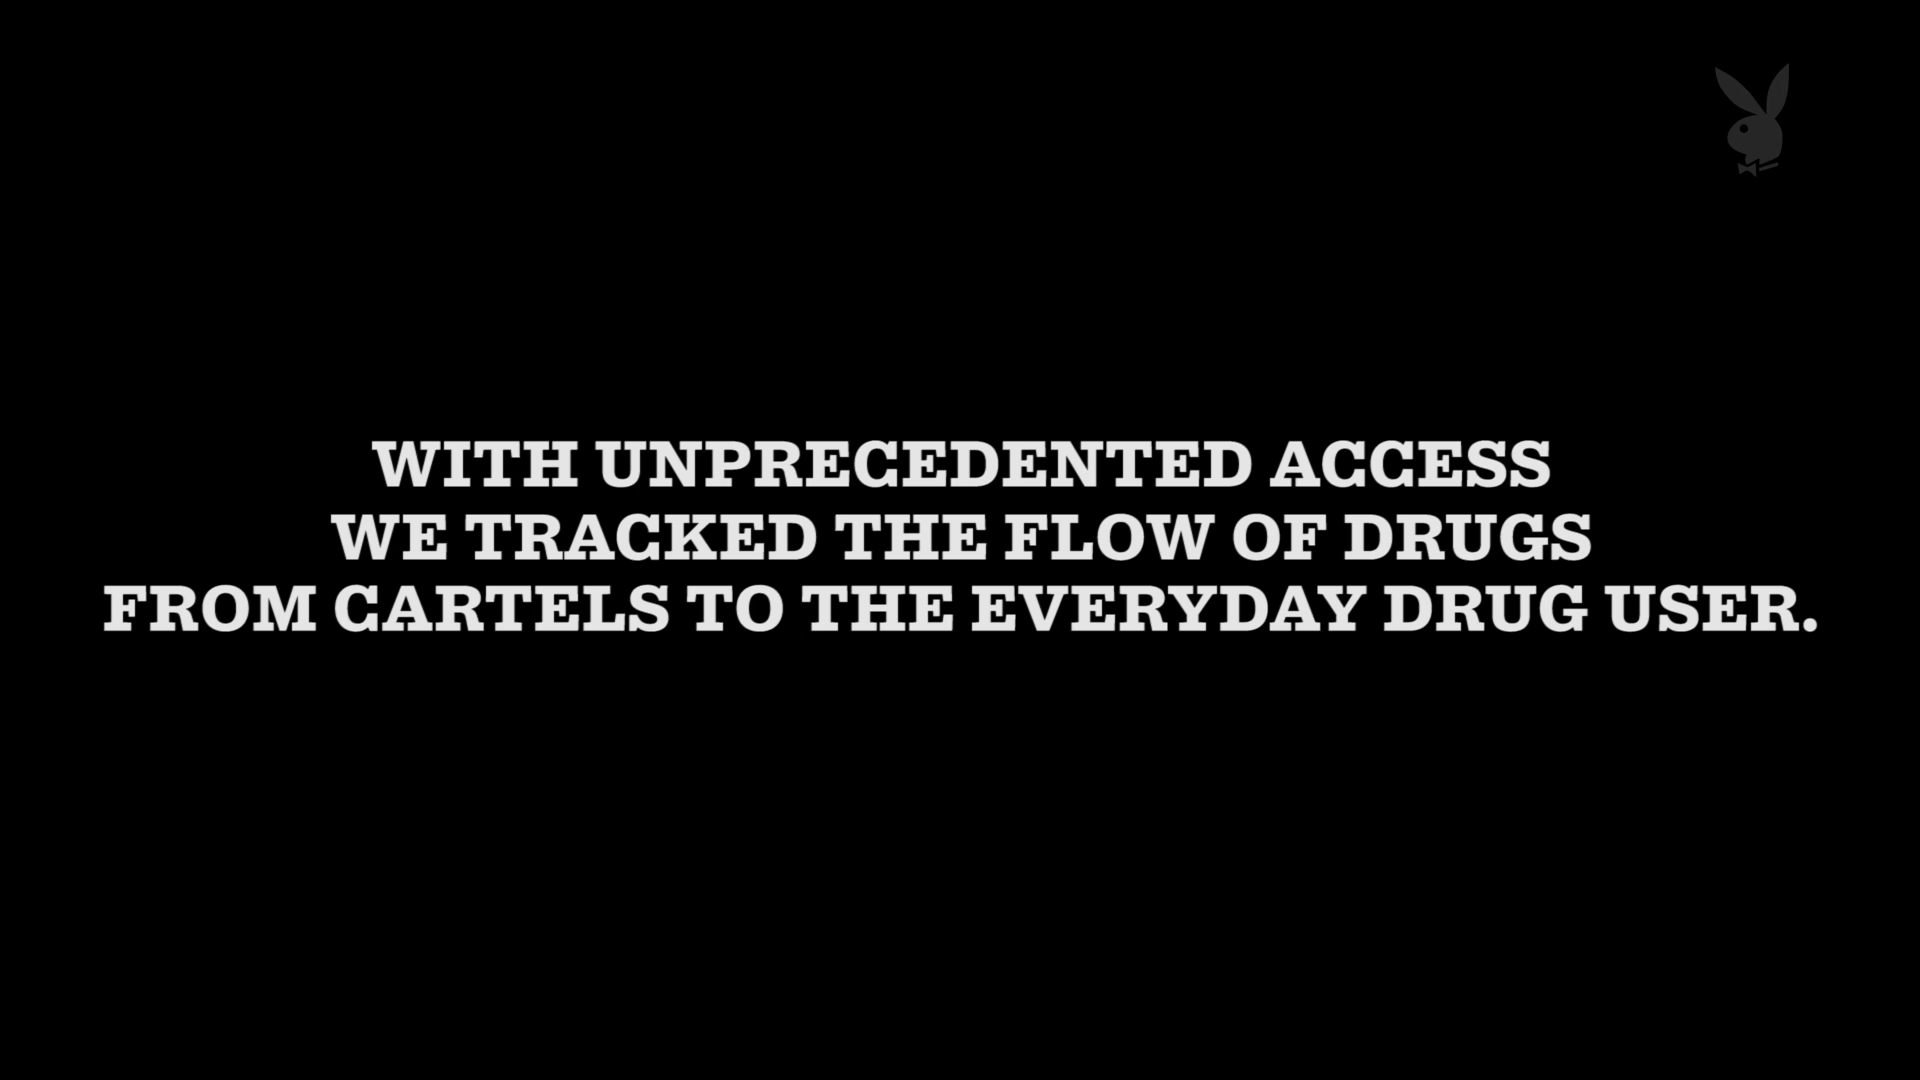 WITH UNPRECEDENTED ACCESS
WE TRACKED THE FLOW OF DRUGS
FROM CARTELS TO THE EVERYDAY DRUG USER.